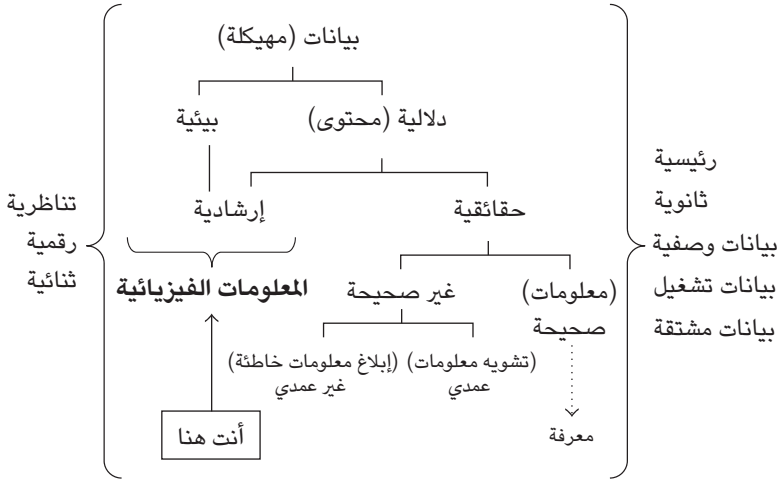 بيانات (مهيكلة)
دلالية (محتوى)
بيئية
رئيسية
ثانوية
بيانات وصفية
بيانات تشغيل
بيانات مشتقة
حقائقية
إرشادية
تناظرية
رقمية
ثنائية
(معلومات)
صحيحة
غير صحيحة
المعلومات الفيزيائية
(تشويه معلومات)
عمدي
(إبلاغ معلومات خاطئة)
غير عمدي
معرفة
أنت هنا